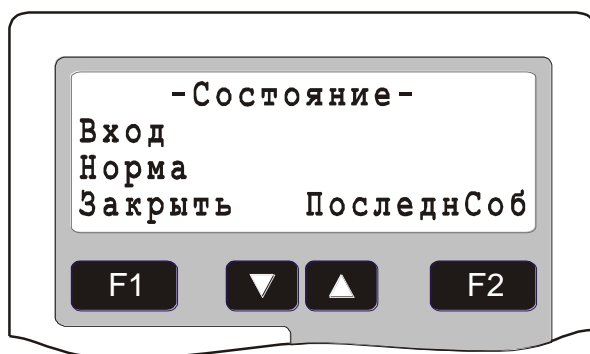 -Состояние-
Вход
Норма
Закрыть ПоследнСоб
F1 F2